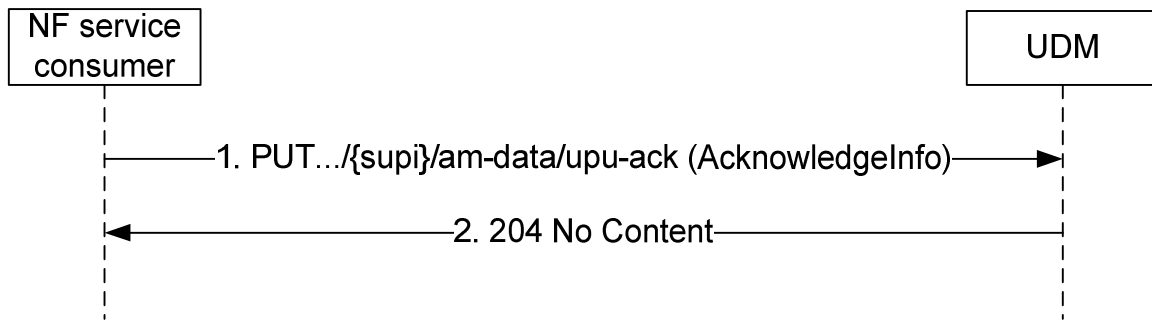 NF service
consumer
UDM
1. PUT.../{supi}/am-data/upu-ack (AcknowledgeInfo)
2. 204 No Content